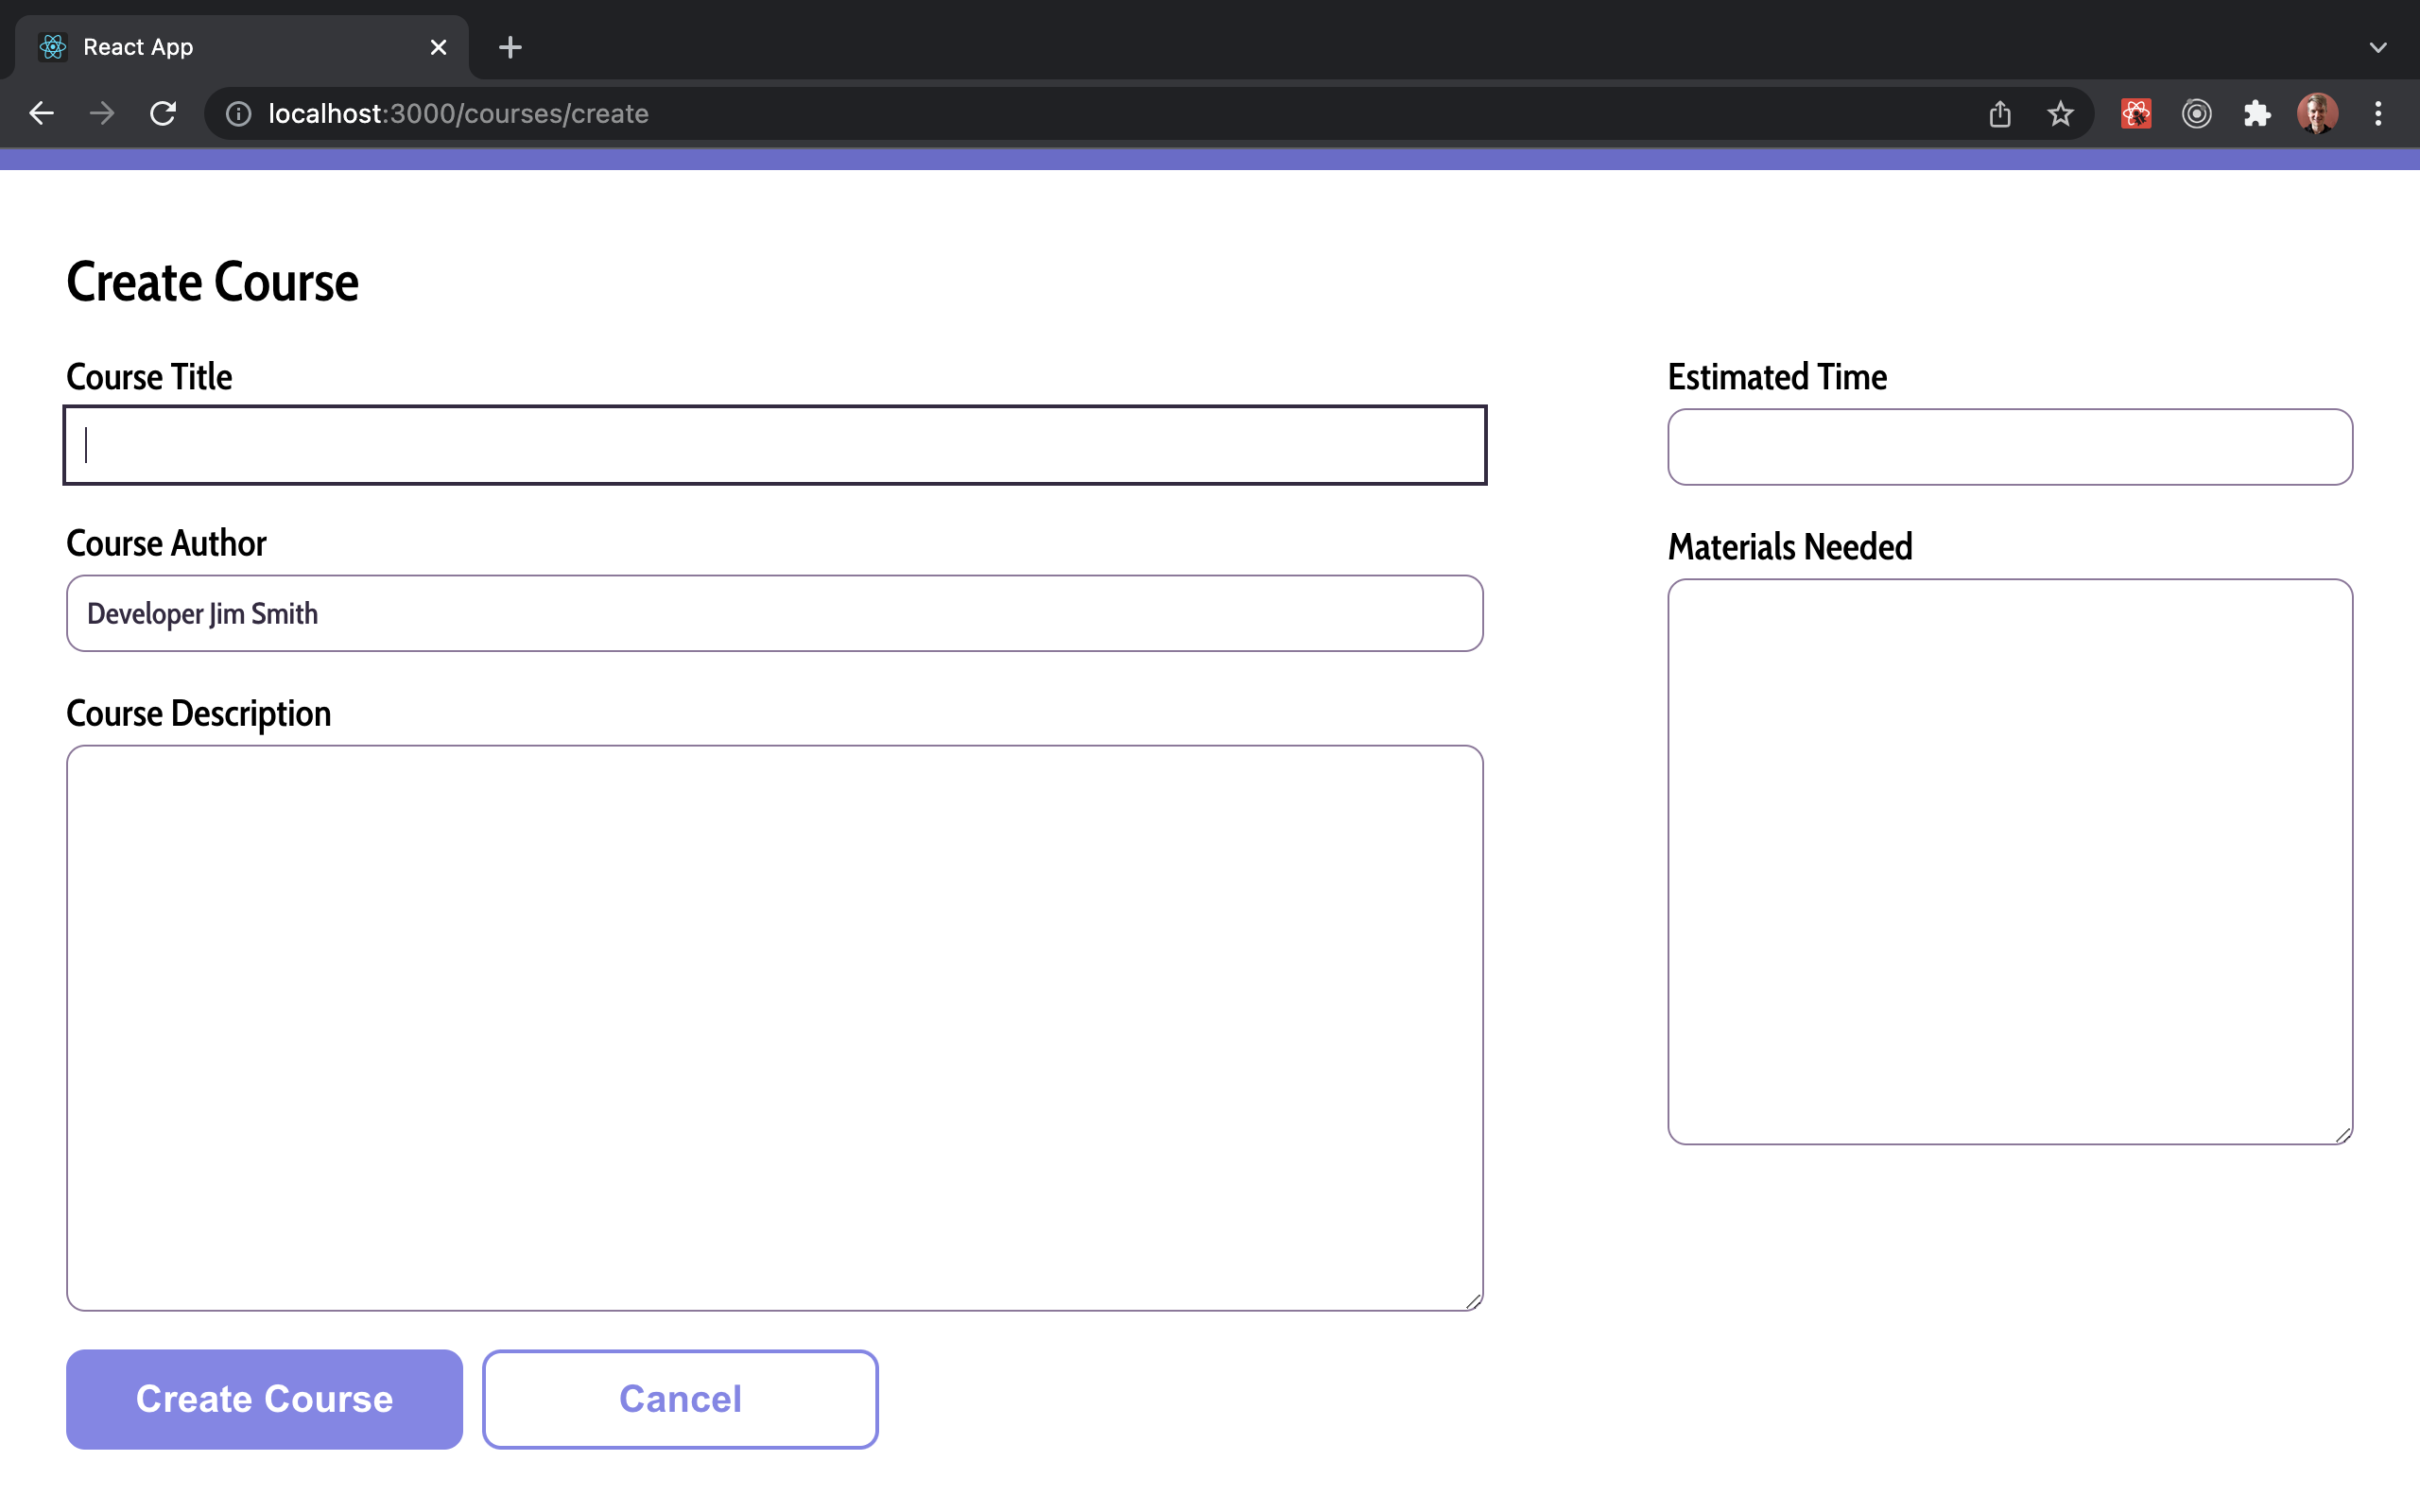 React App
localhost:3000/courses/create
Create Course
Course Title
Course Author
Developer Jim Smith
Course Description
Estimated Time
Materials Needed
Create Course
Cancel